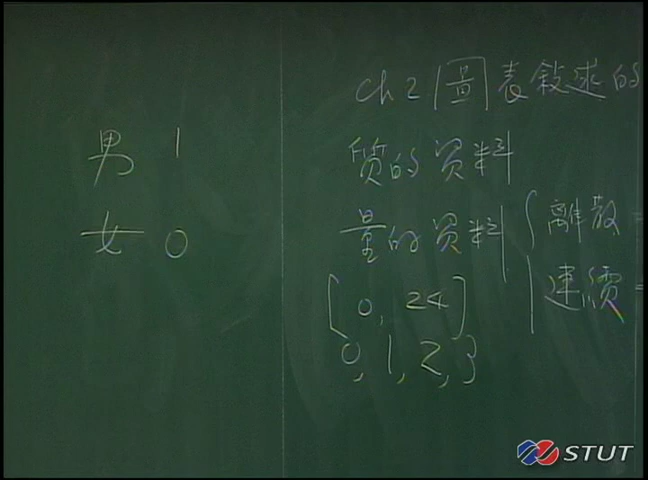 男 1
女 0
ch 2 圖表敘述的
質的資料
量的資料 離散
連續
[0, 24]
0, 1, 2, 3
STUT